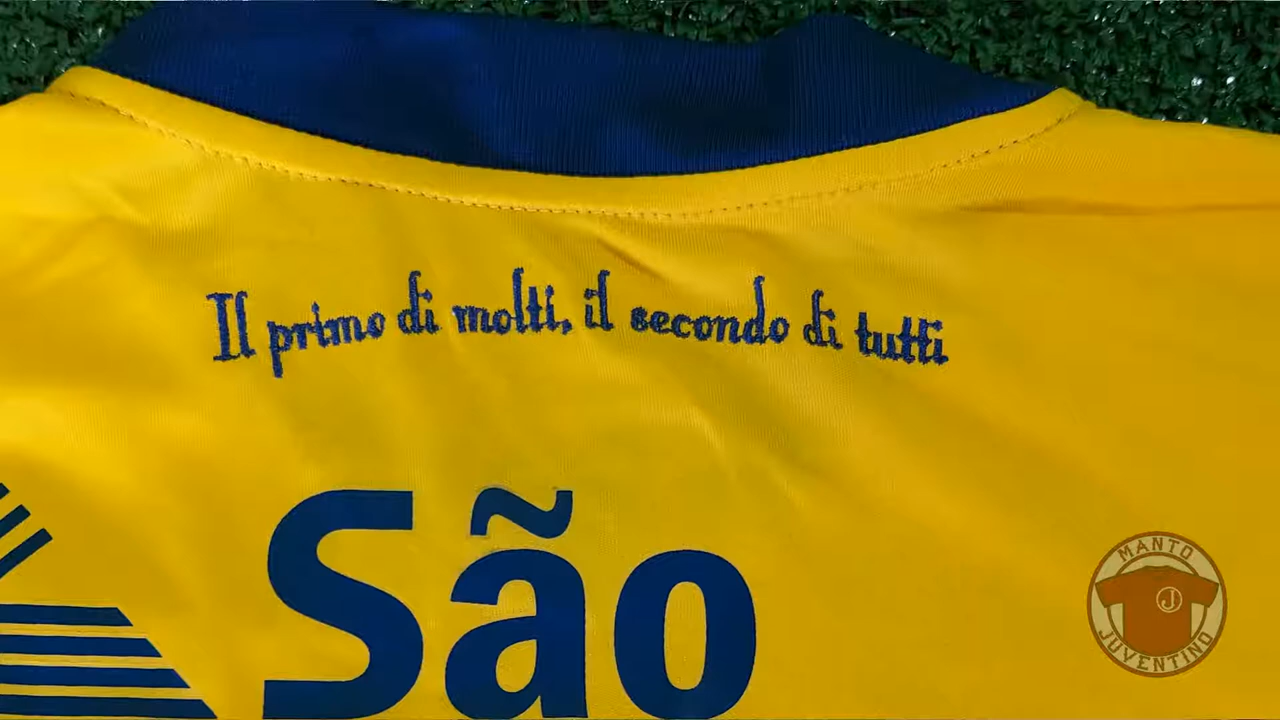 Il primo di molti, il secondo di tutti
São
MANTO
J
JUVENTINO